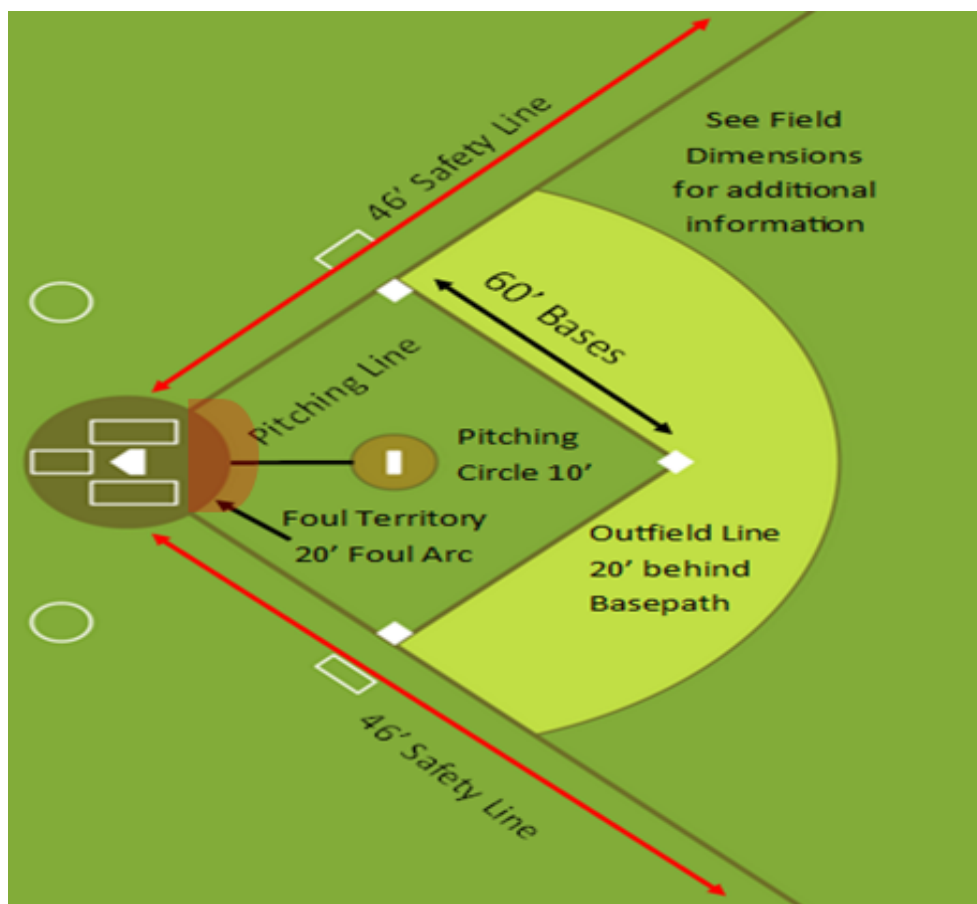 46' Safety Line
See Field
Dimensions
for additional
information
60' Bases
Pitching Line
Pitching
Circle 10'
Foul Territory
20' Foul Arc
Outfield Line
20' behind
Basepath
46' Safety Line